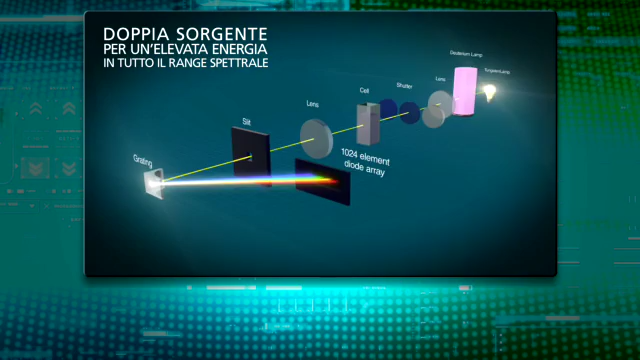 DOPPIA SORGENTE
PER UN'ELEVATA ENERGIA
IN TUTTO IL RANGE SPETTRALE
Deuterium Lamp
Tungsten Lamp
Lens
Shutter
Cell
Lens
Slit
1024 element
diode array
Grating